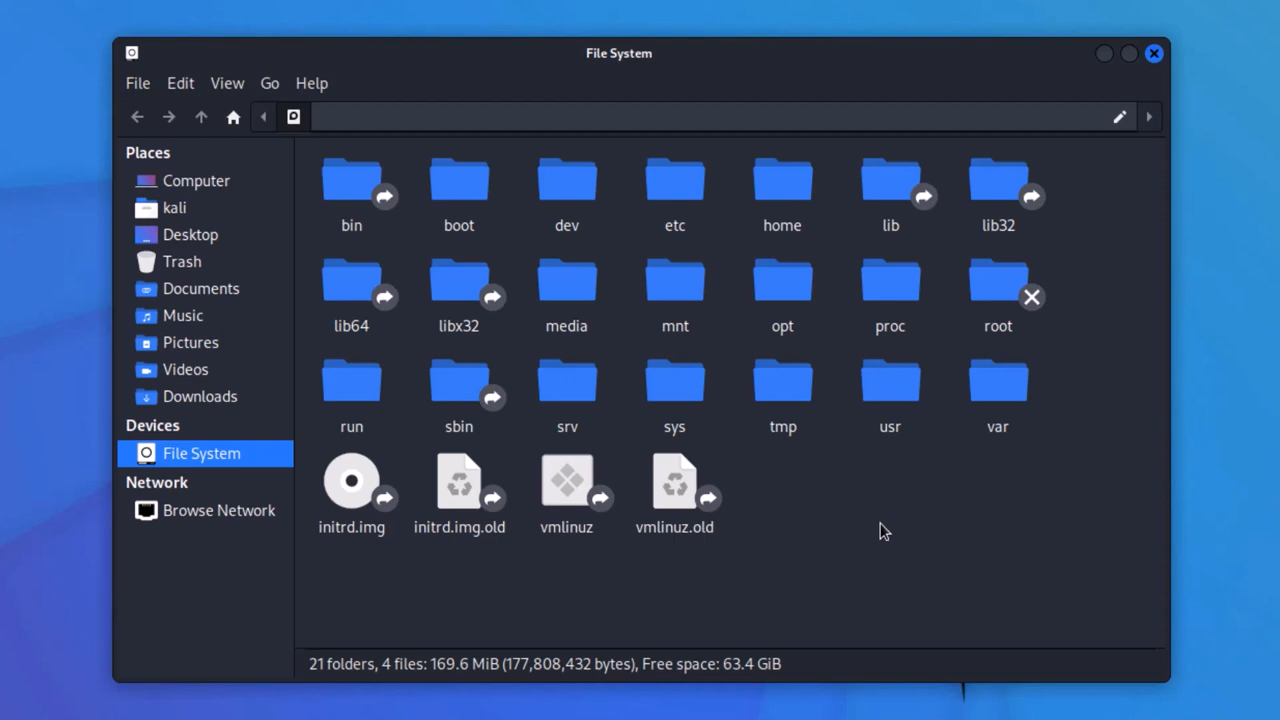 File System
File Edit View Go Help
Places
Computer
kali
Desktop
Trash
Documents
Music
Pictures
Videos
Downloads
Devices
File System
Network
Browse Network
bin boot dev etc home lib lib32
lib64 libx32 media mnt opt proc root
run sbin srv sys tmp usr var
initrd.img initrd.img.old vmlinuz vmlinuz.old
21 folders, 4 files: 169.6 MiB (177,808,432 bytes), Free space: 63.4 GiB